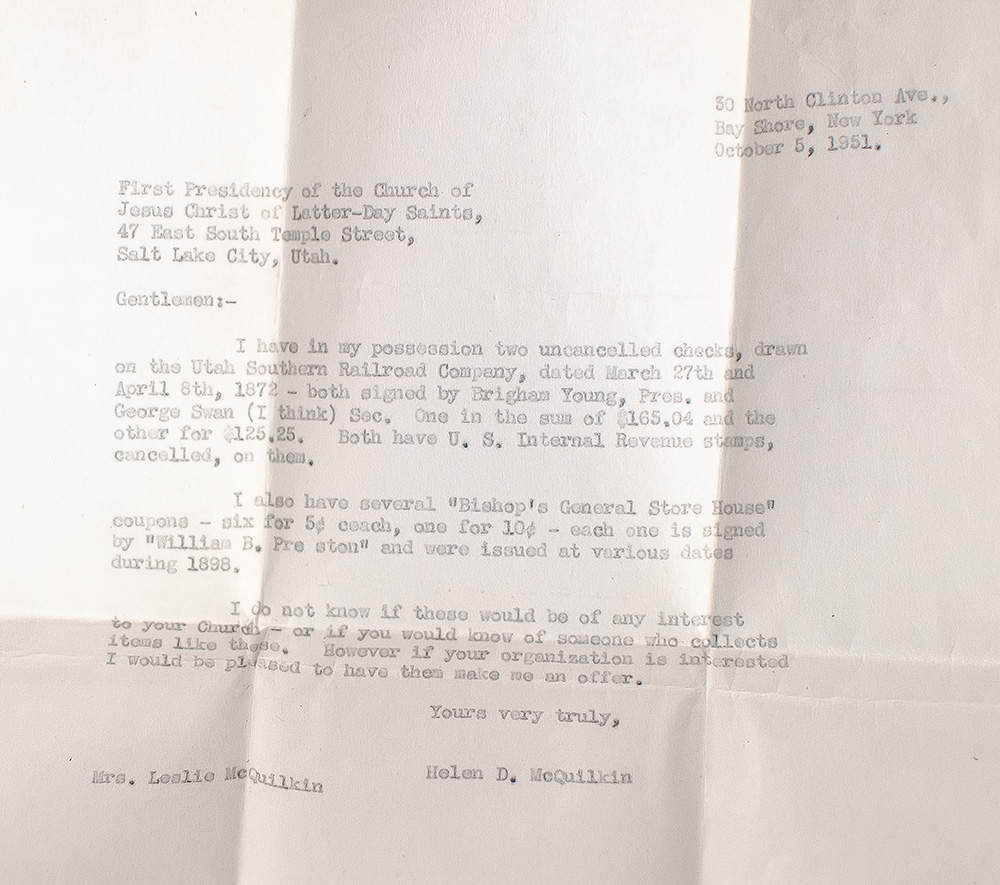 30 North Clinton Ave.,
Bay Shore, New York
October 5, 1951.
First Presidency of the Church of
Jesus Christ of Latter-Day Saints,
47 East South Temple Street,
Salt Lake City, Utah.
Gentlemen:-
I have in my possession two uncancelled checks, drawn
on the Utah Southern Railroad Company, dated March 27th and
April 8th, 1872 - both signed by Brigham Young, Pres. and
George Swan (I think) Sec. One in the sum of $165.04 and the
other for $125.25. Both have U. S. Internal Revenue stamps,
cancelled, on them.
I also have several "Bishop's General Store House"
coupons - six for 5¢ ceach, one for 10¢ - each one is signed
by "William B. Pre ston" and were issued at various dates
during 1898.
I do not know if these would be of any interest
to your Church - or if you would know of someone who collects
items like these. However if your organization is interested
I would be pleased to have them make me an offer.
Yours very truly,
Mrs. Leslie McQuilkin Helen D. McQuilkin